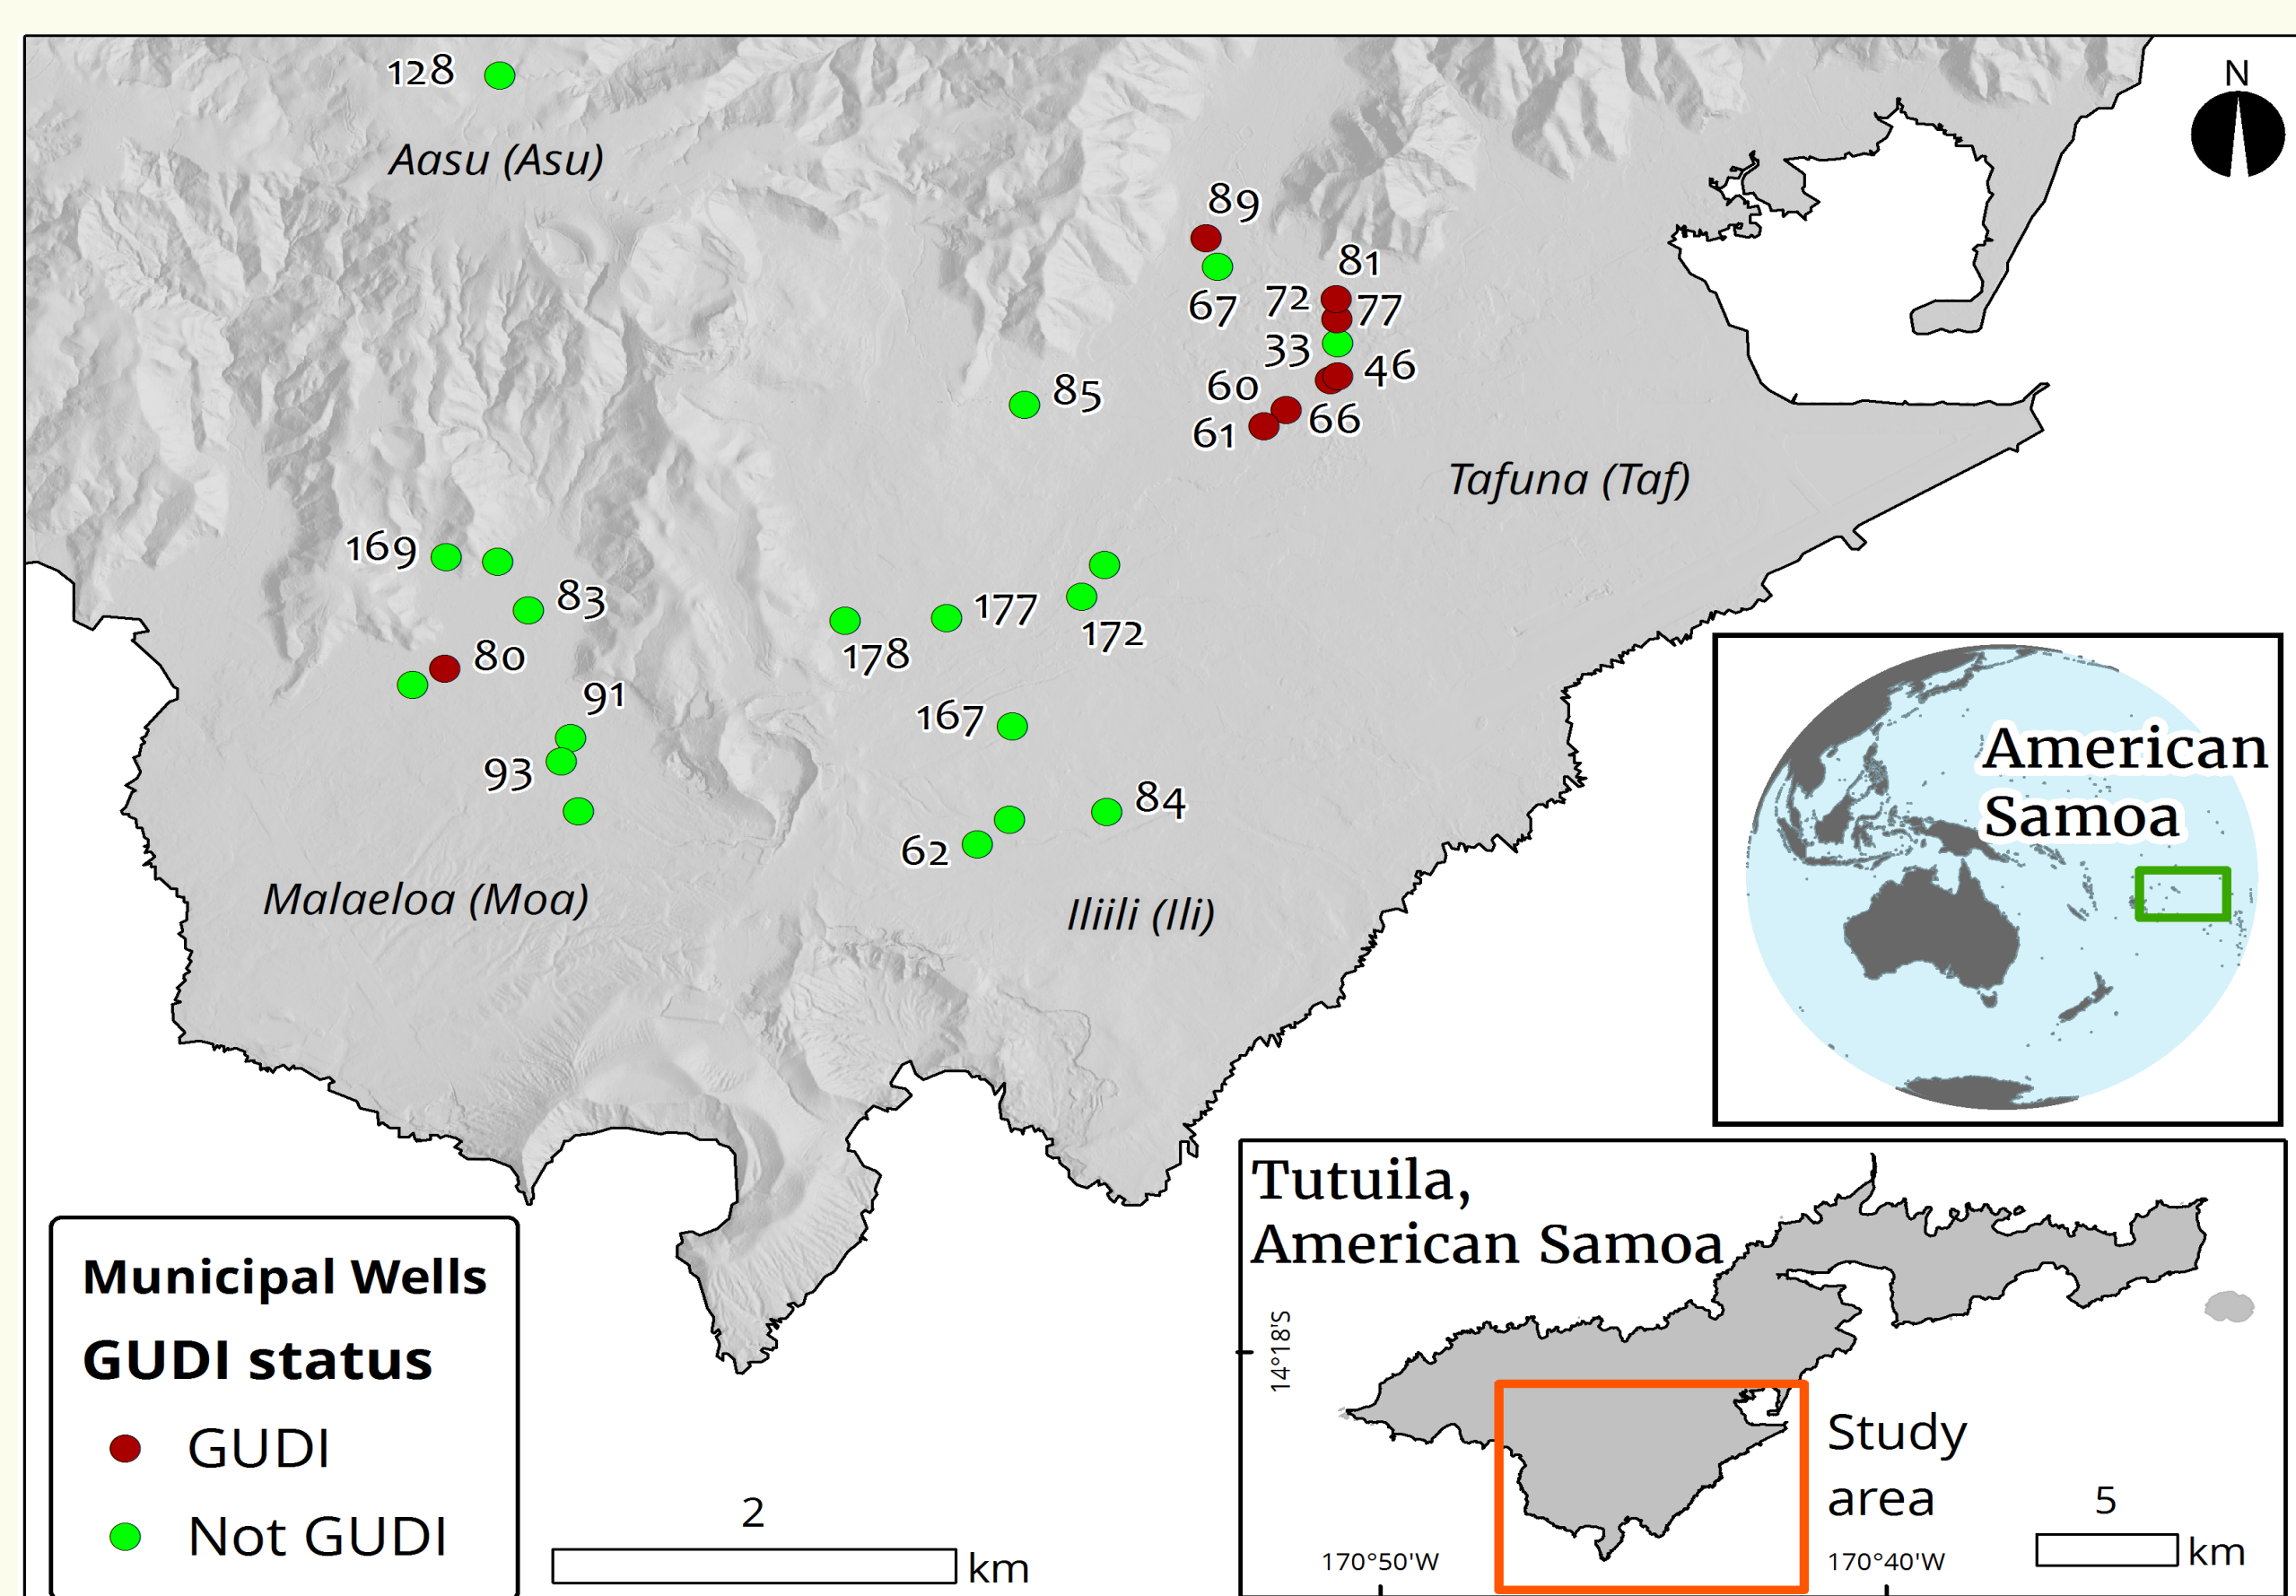 128
N
Aasu (Asu)
89
81
67
72
77
33
46
60
85
66
61
Tafuna (Taf)
169
83
177
172
178
80
91
167
93
84
62
Malaeloa (Moa)
Iliili (Ili)
American
Samoa
Tutuila,
American Samoa
14°18'S
Study
area
5
km
170°50'W
170°40'W
Municipal Wells
GUDI status
GUDI
Not GUDI
2
km